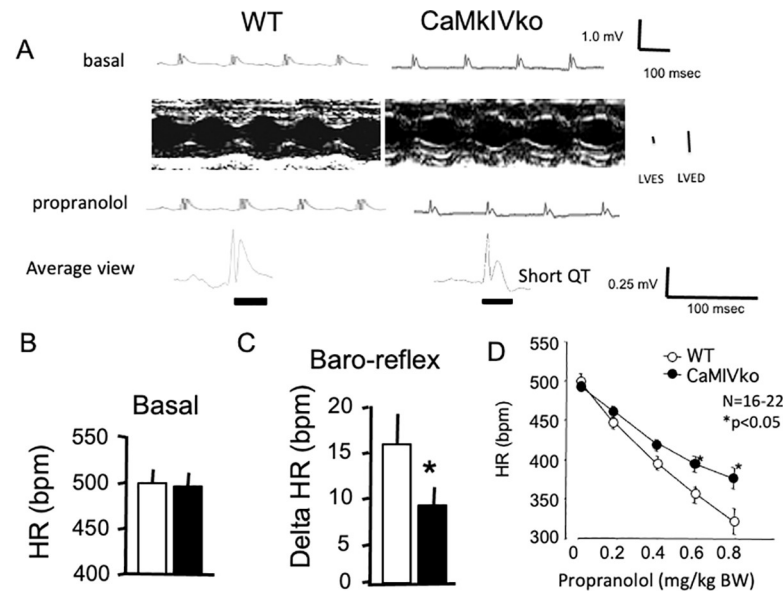 WT
CaMkIVko
1.0 mV
100 msec
A
basal
LVES
LVED
propranolol
Average view
Short QT
0.25 mV
100 msec
B
Basal
HR (bpm)
550
500
450
400
C
Baro-reflex
Delta HR (bpm)
20
15
10
5
0
*
D
WT
CaMIVko
N=16-22
*p<0.05
HR (bpm)
550
500
450
400
350
300
*
*
0
0.2
0.4
0.6
0.8
Propranolol (mg/kg BW)